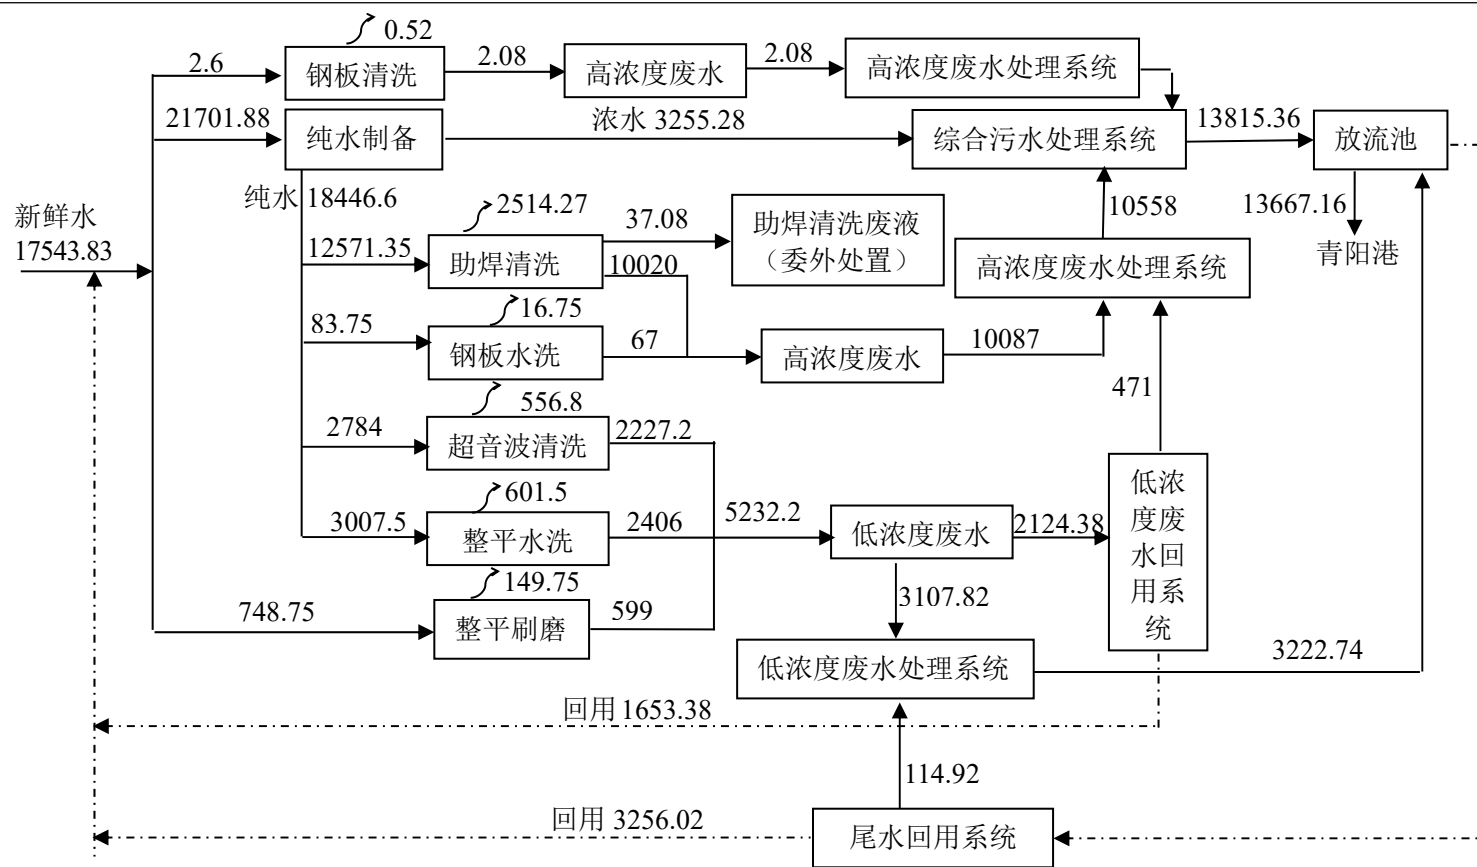 0.52
2.6
钢板清洗
2.08
高浓度废水
2.08
高浓度废水处理系统
21701.88
纯水制备
浓水 3255.28
综合污水处理系统
13815.36
放流池
纯水 18446.6
新鲜水
17543.83
2514.27
12571.35
助焊清洗
37.08
助焊清洗废液
（委外处置）
10020
10558
13667.16
青阳港
高浓度废水处理系统
16.75
83.75
钢板水洗
67
高浓度废水
10087
471
556.8
2784
超音波清洗
2227.2
601.5
3007.5
整平水洗
2406
5232.2
低浓度废水
2124.38
低浓
度废
水回
用系
统
149.75
748.75
整平刷磨
599
3107.82
低浓度废水处理系统
3222.74
回用 1653.38
114.92
回用 3256.02
尾水回用系统